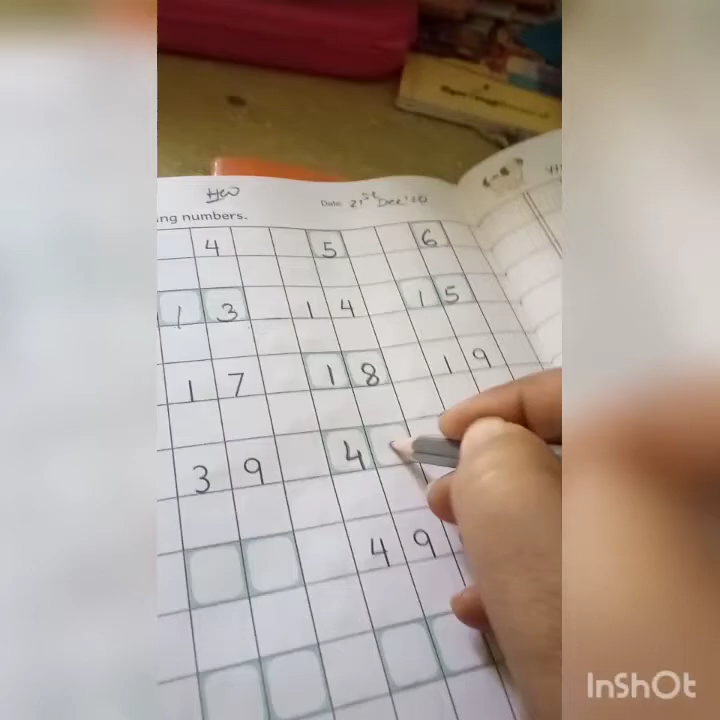 HW
Date 21st Dec'20
ng numbers.
4 5 6
13 14 15
17 18 19
39 4
49
InShOt